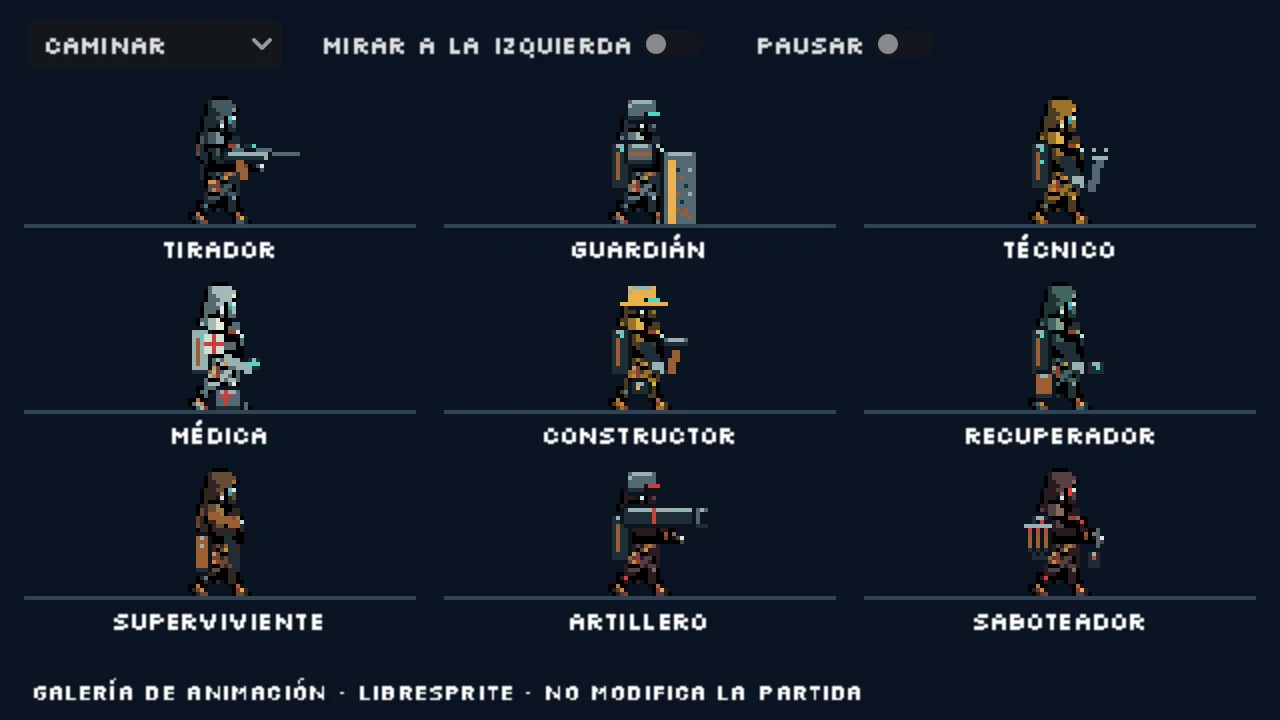 CAMINAR MIRAR A LA IZQUIERDA PAUSAR
TIRADOR GUARDIÁN TÉCNICO
MÉDICA CONSTRUCTOR RECUPERADOR
SUPERVIVIENTE ARTILLERO SABOTEADOR
GALERÍA DE ANIMACIÓN · LIBRESPRITE · NO MODIFICA LA PARTIDA